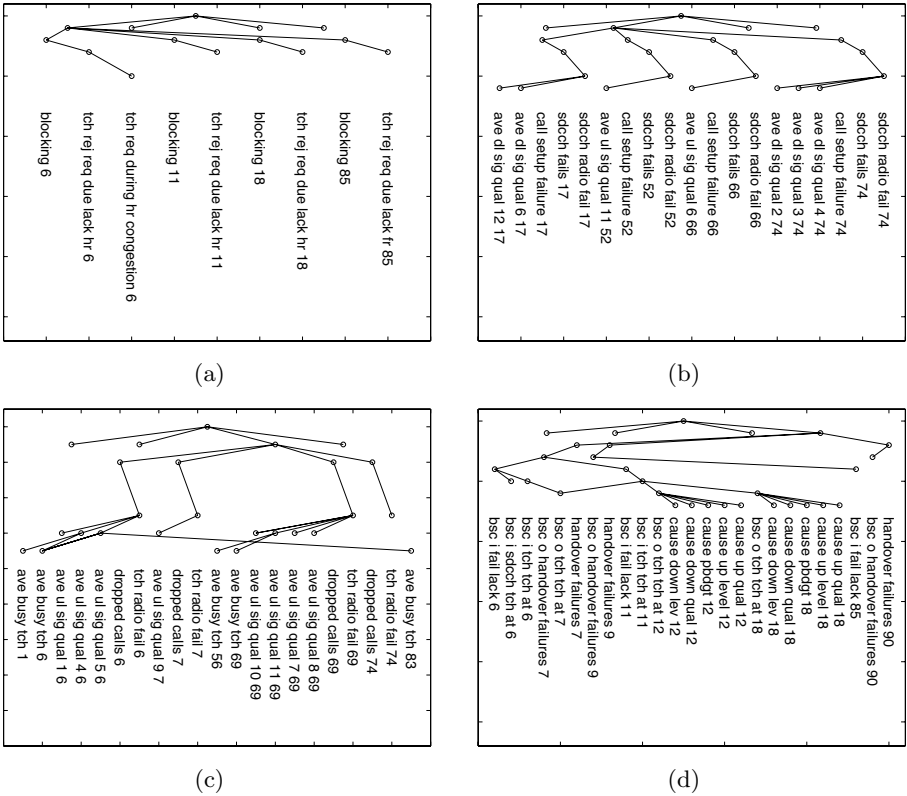 blocking 6
tch rej req due lack hr 6
tch req during hr congestion 6
blocking 11
tch rej req due lack hr 11
blocking 18
tch rej req due lack hr 18
blocking 85
tch rej req due lack fr 85
(a)
ave dl sig qual 12 17
ave dl sig qual 6 17
call setup failure 17
sdcch fails 17
sdcch radio fail 17
ave ul sig qual 11 52
call setup failure 52
sdcch fails 52
sdcch radio fail 52
ave ul sig qual 6 66
call setup failure 66
sdcch fails 66
sdcch radio fail 66
ave dl sig qual 2 74
ave dl sig qual 3 74
ave dl sig qual 4 74
call setup failure 74
sdcch fails 74
sdcch radio fail 74
(b)
ave busy tch 1
ave busy tch 6
ave ul sig qual 1 6
ave ul sig qual 4 6
ave ul sig qual 5 6
dropped calls 6
tch radio fail 6
ave ul sig qual 9 7
dropped calls 7
tch radio fail 7
ave busy tch 56
ave busy tch 69
ave ul sig qual 10 69
ave ul sig qual 11 69
ave ul sig qual 7 69
ave ul sig qual 8 69
dropped calls 69
tch radio fail 69
dropped calls 74
tch radio fail 74
ave busy tch 83
(c)
bsc i fail lack 6
bsc i sdcch tch at 6
bsc i tch tch at 6
bsc o handover failures 7
bsc o tch tch at 7
handover failures 7
bsc o handover failures 9
handover failures 9
bsc i fail lack 11
bsc i tch tch at 11
bsc o tch tch at 12
cause down lev 12
cause down qual 12
cause pbdgt 12
cause up level 12
cause up qual 12
bsc o tch tch at 18
cause down lev 18
cause down qual 18
cause pbdgt 18
cause up level 18
cause up qual 18
bsc i fail lack 85
bsc o handover failures 90
handover failures 90
(d)